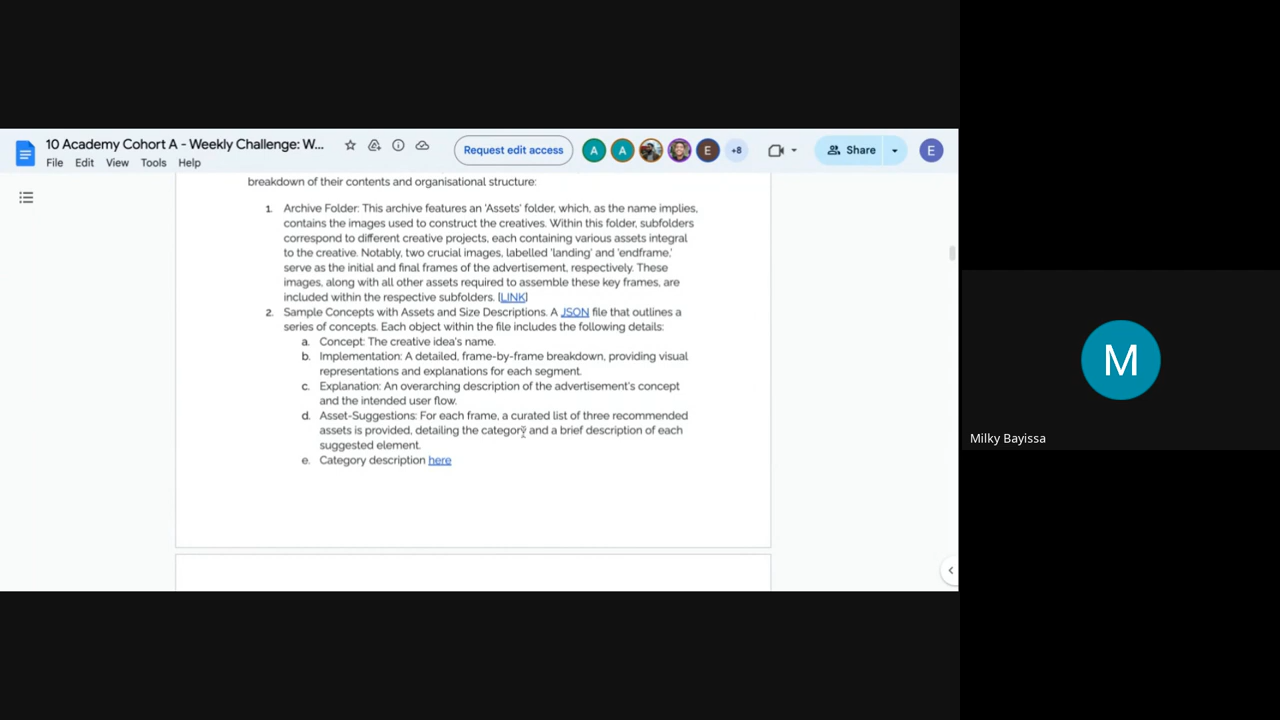 10 Academy Cohort A - Weekly Challenge: W...
Request edit access
A
A
E
+8
Share
E
File Edit View Tools Help
breakdown of their contents and organisational structure:
1. Archive Folder: This archive features an 'Assets' folder, which, as the name implies,
contains the images used to construct the creatives. Within this folder, subfolders
correspond to different creative projects, each containing various assets integral
to the creative. Notably, two crucial images, labelled 'landing' and 'endframe,'
serve as the initial and final frames of the advertisement, respectively. These
images, along with all other assets required to assemble these key frames, are
included within the respective subfolders. [LINK]
2. Sample Concepts with Assets and Size Descriptions. A JSON file that outlines a
series of concepts. Each object within the file includes the following details:
a. Concept: The creative idea's name.
b. Implementation: A detailed, frame-by-frame breakdown, providing visual
representations and explanations for each segment.
c. Explanation: An overarching description of the advertisement's concept
and the intended user flow.
d. Asset-Suggestions: For each frame, a curated list of three recommended
assets is provided, detailing the category and a brief description of each
suggested element.
e. Category description here
M
Milky Bayissa